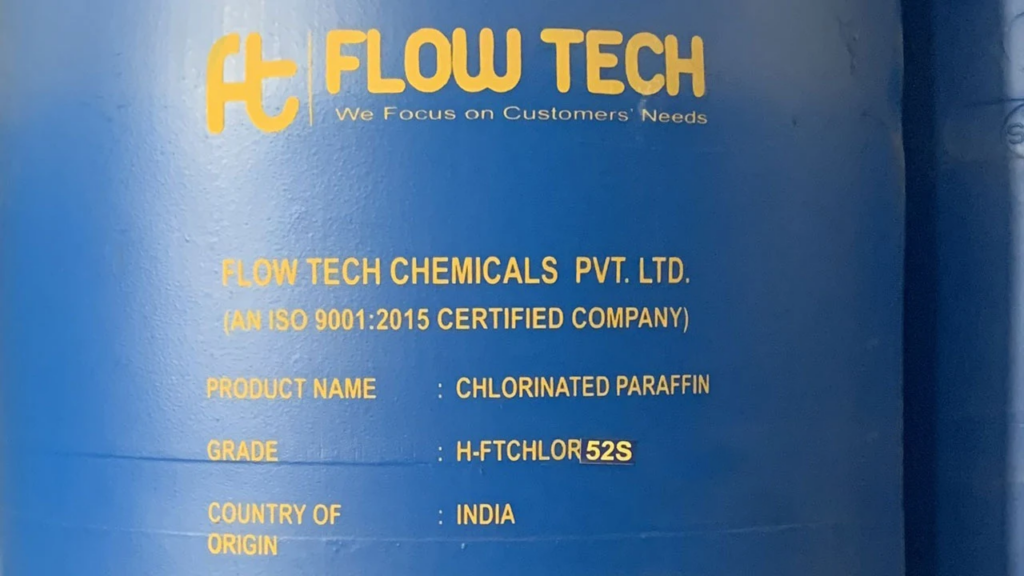 ft FLOW TECH
We Focus on Customers' Needs
FLOW TECH CHEMICALS PVT. LTD.
(AN ISO 9001:2015 CERTIFIED COMPANY)
PRODUCT NAME : CHLORINATED PARAFFIN
GRADE : H-FTCHLOR 52S
COUNTRY OF : INDIA
ORIGIN